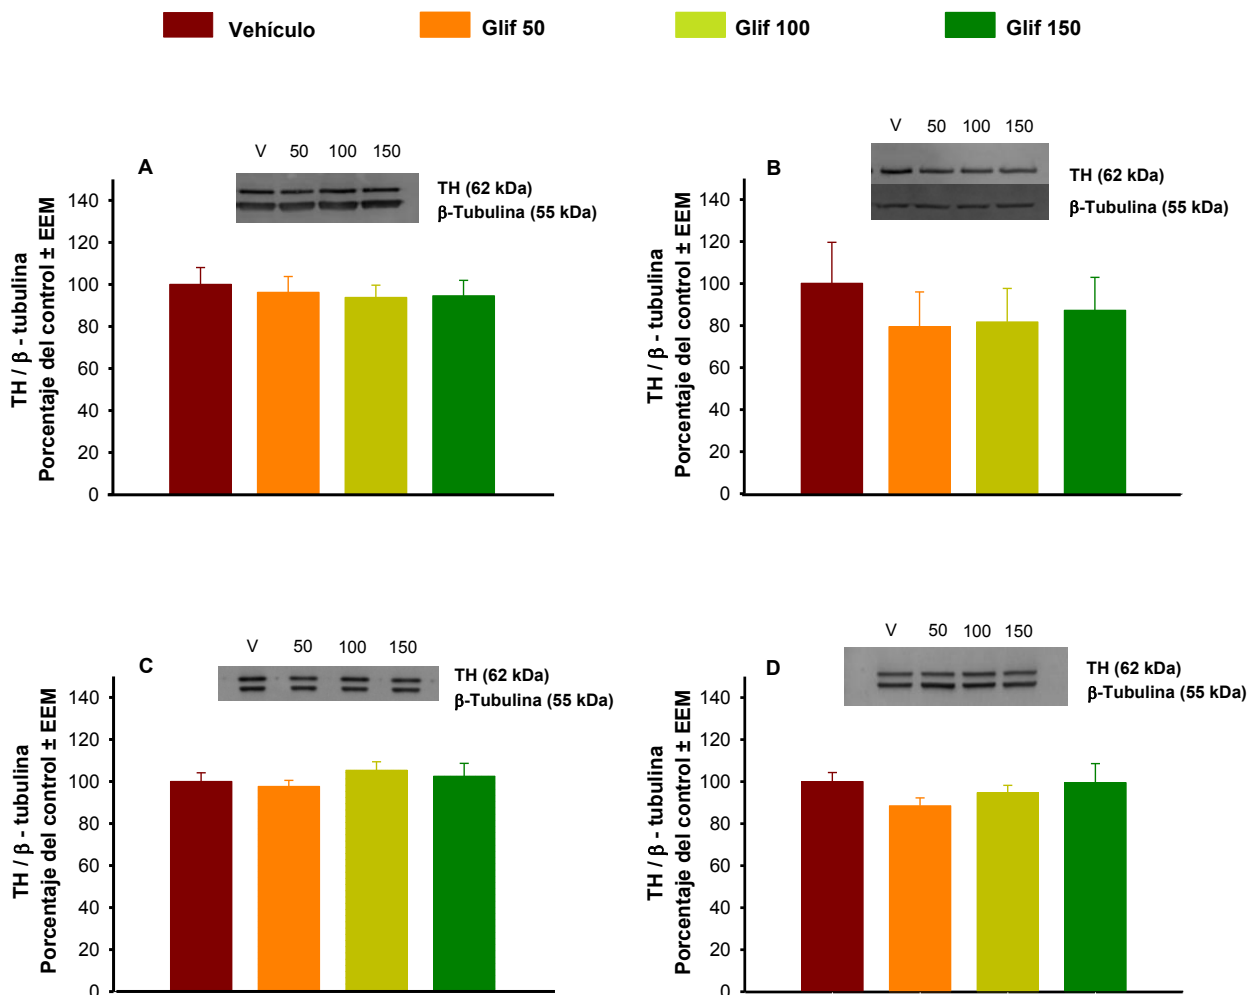 Vehículo Glif 50 Glif 100 Glif 150
A
V 50 100 150
TH (62 kDa)
β-Tubulina (55 kDa)
TH / β - tubulina
Porcentaje del control ± EEM
140
120
100
80
60
40
20
0
B
V 50 100 150
TH (62 kDa)
β-Tubulina (55 kDa)
TH / β - tubulina
Porcentaje del control ± EEM
140
120
100
80
60
40
20
0
C
V 50 100 150
TH (62 kDa)
β-Tubulina (55 kDa)
TH / β - tubulina
Porcentaje del control ± EEM
140
120
100
80
60
40
20
0
D
V 50 100 150
TH (62 kDa)
β-Tubulina (55 kDa)
TH / β - tubulina
Porcentaje del control ± EEM
140
120
100
80
60
40
20
0